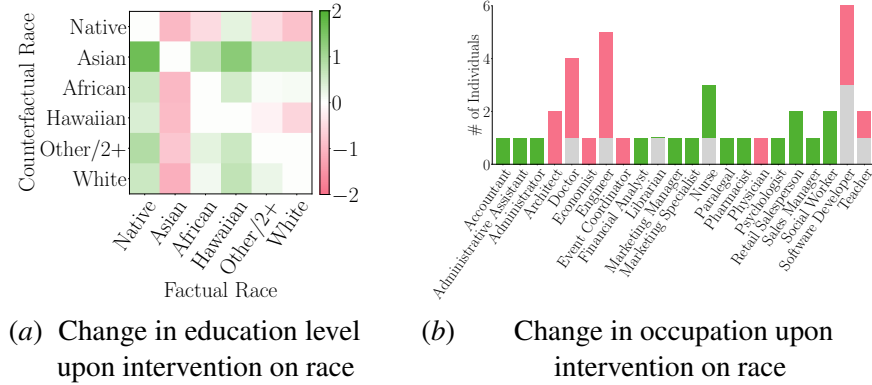 Counterfactual Race
Native
Asian
African
Hawaiian
Other/2+
White
Native
Asian
African
Hawaiian
Other/2+
White
Factual Race
2
1
0
−1
−2
(a) Change in education level
upon intervention on race
# of Individuals
6
4
2
0
Accountant
Administrative Assistant
Administrator
Architect
Doctor
Economist
Engineer
Event Coordinator
Financial Analyst
Librarian
Marketing Manager
Marketing Specialist
Nurse
Paralegal
Pharmacist
Physician
Psychologist
Retail Salesperson
Sales Manager
Social Worker
Software Developer
Teacher
(b) Change in occupation upon
intervention on race